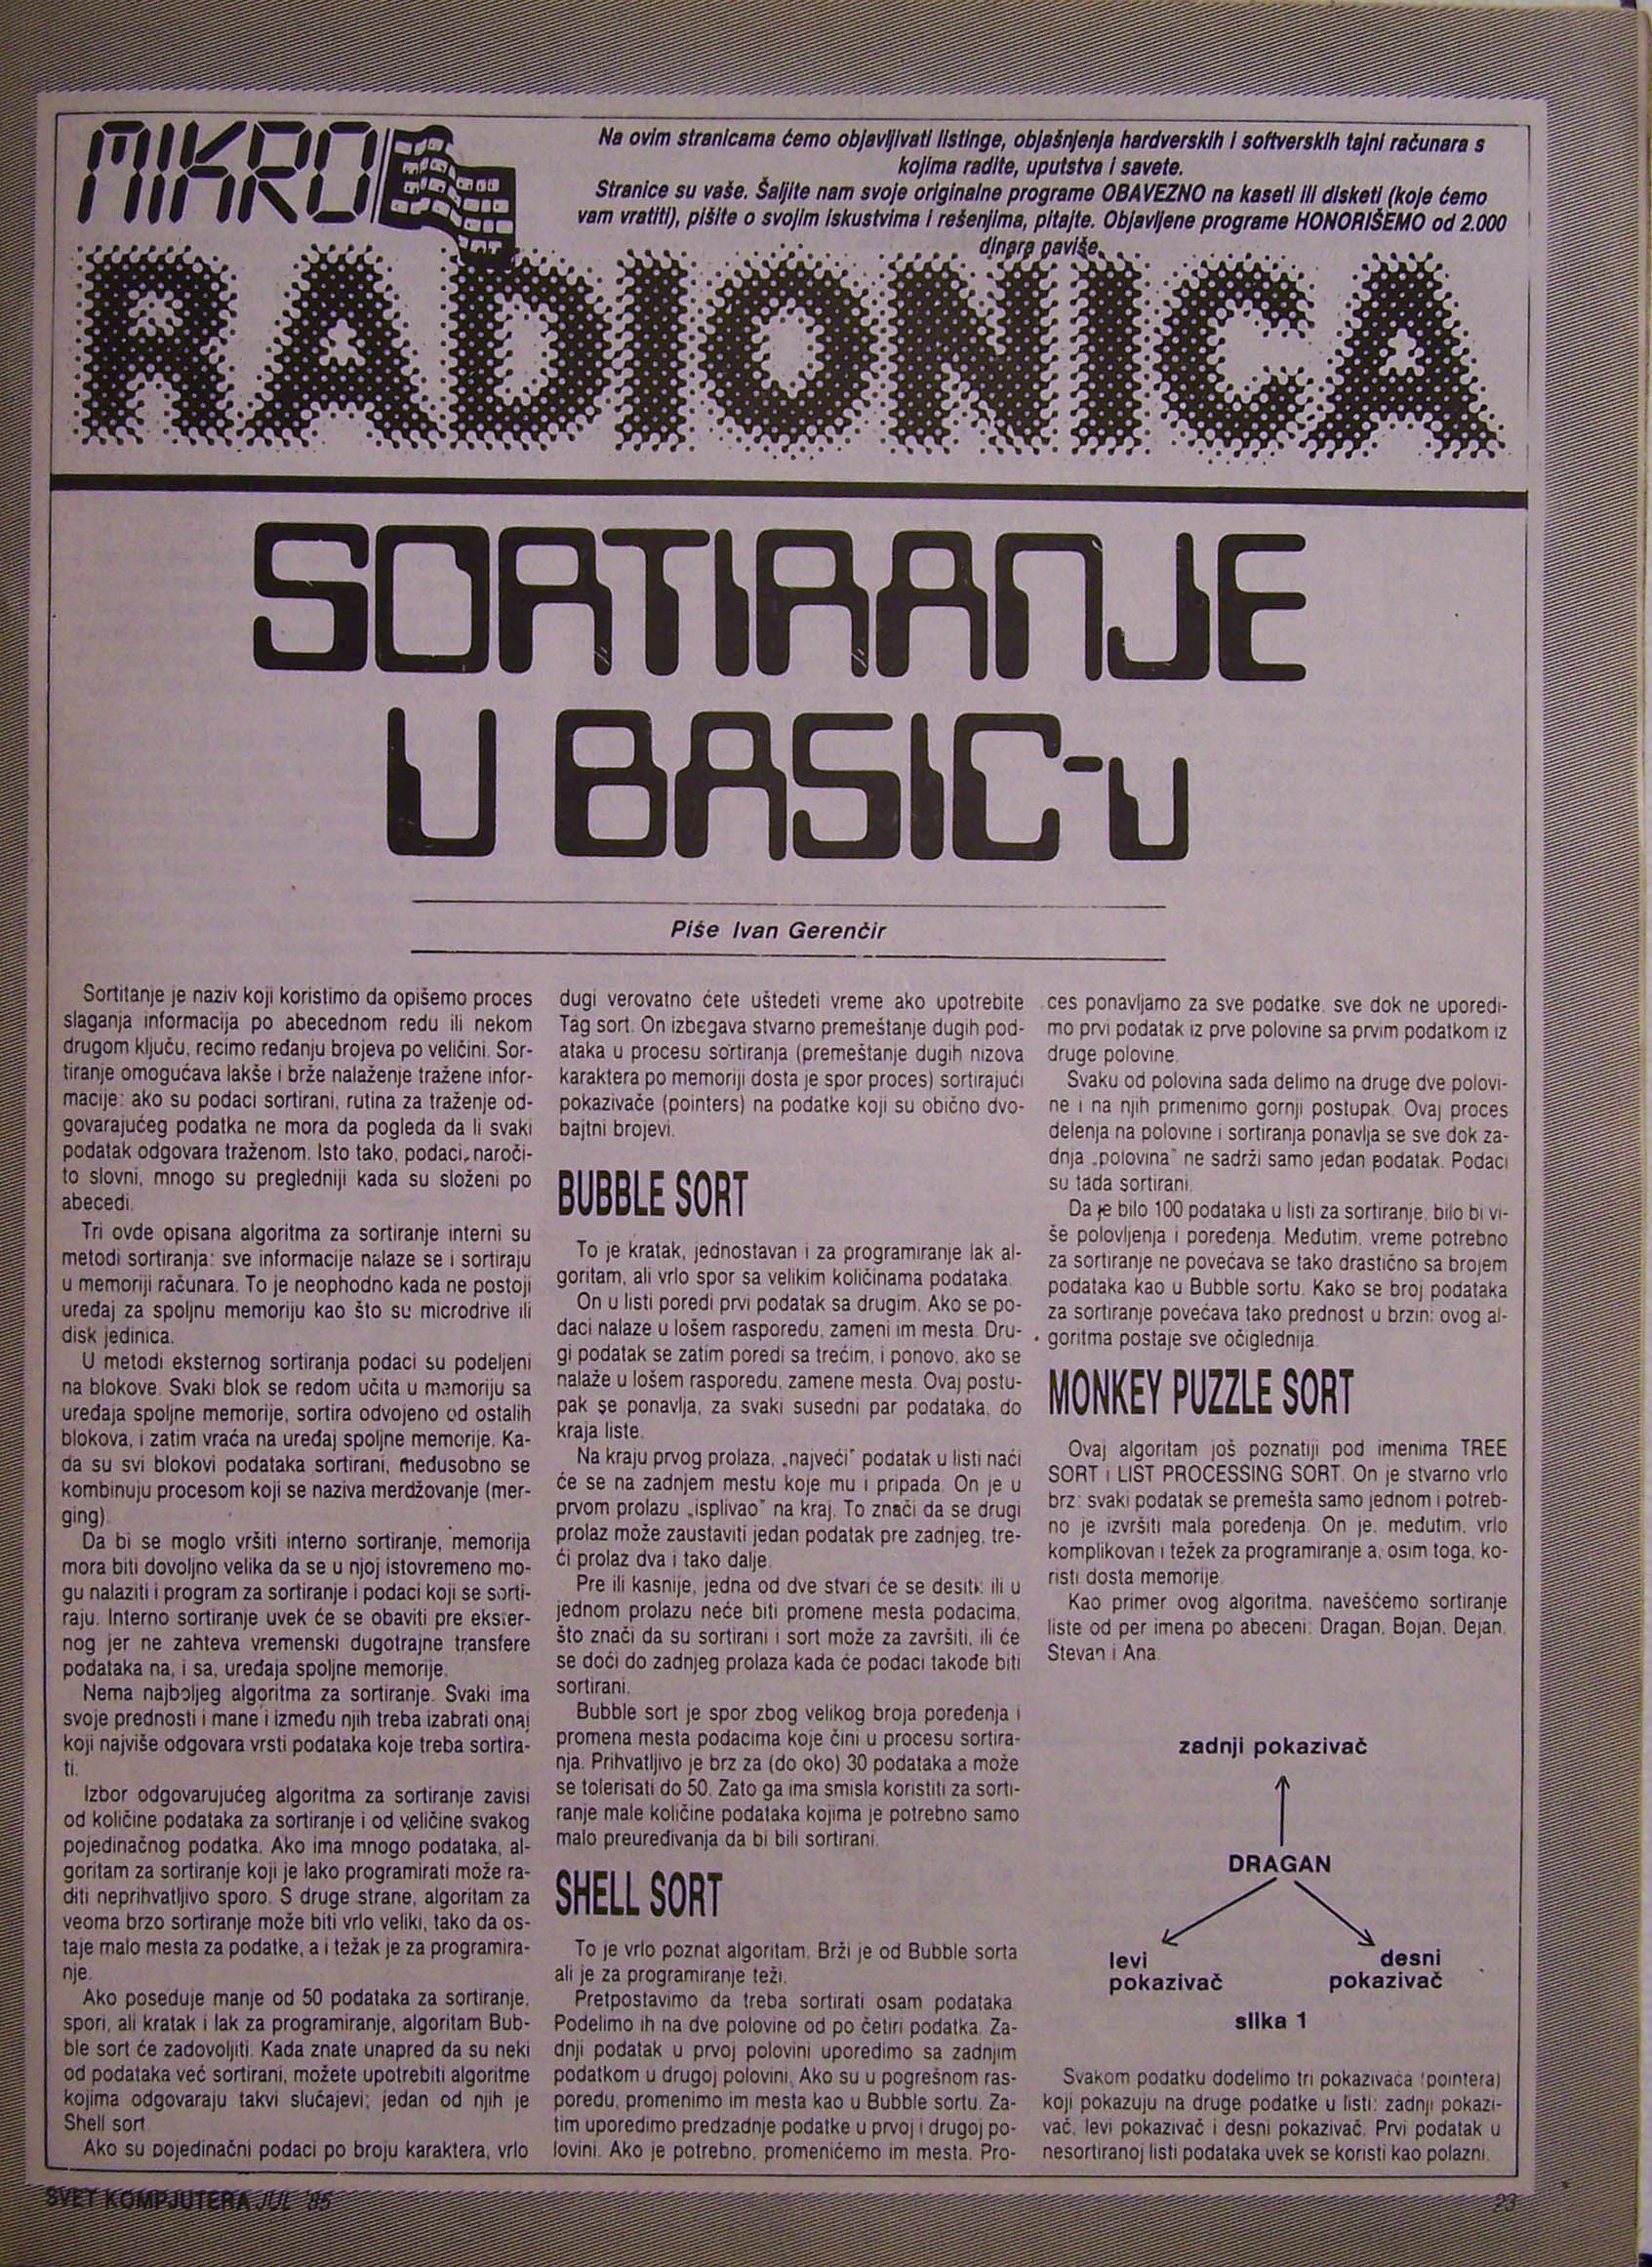 MIKRO
Na ovim stranicama ćemo objavljivati listinge, objašnjenja hardverskih i softverskih tajni računara s
kojima radite, uputstva i savete.
Stranice su vaše. Šaljite nam svoje originalne programe OBAVEZNO na kaseti ili disketi (koje ćemo
vam vratiti), pišite o svojim iskustvima i rešenjima, pitajte. Objavljene programe HONORIŠEMO od 2.000
dinara paviše.
RADIONICA
SORTIRANJE
U BASIC-u
Piše Ivan Gerenčir
Sortitanje je naziv koji koristimo da opišemo proces
slaganja informacija po abecednom redu ili nekom
drugom ključu, recimo ređanju brojeva po veličini. Sor-
tiranje omogućava lakše i brže nalaženje tražene infor-
macije: ako su podaci sortirani, rutina za traženje od-
govarajućeg podatka ne mora da pogleda da li svaki
podatak odgovara traženom. Isto tako, podaci, naroči-
to slovni, mnogo su pregledniji kada su složeni po
abecedi.
Tri ovde opisana algoritma za sortiranje interni su
metodi sortiranja: sve informacije nalaze se i sortiraju
u memoriji računara. To je neophodno kada ne postoji
uređaj za spoljnu memoriju kao što su microdrive ili
disk jedinica.
U metodi eksternog sortiranja podaci su podeljeni
na blokove. Svaki blok se redom učita u memoriju sa
uređaja spoljne memorije, sortira odvojeno od ostalih
blokova, i zatim vraća na uređaj spoljne memorije. Ka-
da su svi blokovi podataka sortirani, međusobno se
kombinuju procesom koji se naziva merdžovanje (mer-
ging).
Da bi se moglo vršiti interno sortiranje, memorija
mora biti dovoljno velika da se u njoj istovremeno mo-
gu nalaziti i program za sortiranje i podaci koji se sorti-
raju. Interno sortiranje uvek će se obaviti pre ekster-
nog jer ne zahteva vremenski dugotrajne transfere
podataka na, i sa, uređaja spoljne memorije.
Nema najboljeg algoritma za sortiranje. Svaki ima
svoje prednosti i mane i između njih treba izabrati onaj
koji najviše odgovara vrsti podataka koje treba sortira-
ti.
Izbor odgovarujućeg algoritma za sortiranje zavisi
od količine podataka za sortiranje i od veličine svakog
pojedinačnog podatka. Ako ima mnogo podataka, al-
goritam za sortiranje koji je lako programirati može ra-
diti neprihvatljivo sporo. S druge strane, algoritam za
veoma brzo sortiranje može biti vrlo veliki, tako da os-
taje malo mesta za podatke, a i težak je za programira-
nje.
Ako poseduje manje od 50 podataka za sortiranje,
spori, ali kratak i lak za programiranje, algoritam Bub-
ble sort će zadovoljiti. Kada znate unapred da su neki
od podataka već sortirani, možete upotrebiti algoritme
kojima odgovaraju takvi slučajevi; jedan od njih je
Shell sort
Ako su pojedinačni podaci po broju karaktera, vrlo
dugi verovatno ćete uštedeti vreme ako upotrebite
Tag sort. On izbegava stvarno premeštanje dugih pod-
ataka u procesu sortiranja (premeštanje dugih nizova
karaktera po memoriji dosta je spor proces) sortirajući
pokazivače (pointers) na podatke koji su obično dvo-
bajtni brojevi.
BUBBLE SORT
To je kratak, jednostavan i za programiranje lak al-
goritam, ali vrlo spor sa velikim količinama podataka.
On u listi poredi prvi podatak sa drugim. Ako se po-
daci nalaze u lošem rasporedu, zameni im mesta. Dru-
gi podatak se zatim poredi sa trećim, i ponovo, ako se
nalaže u lošem rasporedu, zamene mesta. Ovaj postu-
pak se ponavlja, za svaki susedni par podataka, do
kraja liste.
Na kraju prvog prolaza, „najveći" podatak u listi naći
će se na zadnjem mestu koje mu i pripada. On je u
prvom prolazu „isplivao" na kraj. To znači da se drugi
prolaz može zaustaviti jedan podatak pre zadnjeg, tre-
ći prolaz dva i tako dalje.
Pre ili kasnije, jedna od dve stvari će se desiti: ili u
jednom prolazu neće biti promene mesta podacima,
što znači da su sortirani i sort može za završiti, ili će
se doći do zadnjeg prolaza kada će podaci takođe biti
sortirani.
Bubble sort je spor zbog velikog broja poređenja i
promena mesta podacima koje čini u procesu sortira-
nja. Prihvatljivo je brz za (do oko) 30 podataka a može
se tolerisati do 50. Zato ga ima smisla koristiti za sorti-
ranje male količine podataka kojima je potrebno samo
malo preuređivanja da bi bili sortirani.
SHELL SORT
To je vrlo poznat algoritam. Brži je od Bubble sorta
ali je za programiranje teži.
Pretpostavimo da treba sortirati osam podataka.
Podelimo ih na dve polovine od po četiri podatka. Za-
dnji podatak u prvoj polovini uporedimo sa zadnjim
podatkom u drugoj polovini. Ako su u pogrešnom ras-
poredu, promenimo im mesta kao u Bubble sortu. Za-
tim uporedimo predzadnje podatke u prvoj i drugoj po-
lovini. Ako je potrebno, promenićemo im mesta. Pro-
ces ponavljamo za sve podatke, sve dok ne uporedi-
mo prvi podatak iz prve polovine sa prvim podatkom iz
druge polovine.
Svaku od polovina sada delimo na druge dve polovi-
ne i na njih primenimo gornji postupak. Ovaj proces
delenja na polovine i sortiranja ponavlja se sve dok za-
dnja „polovina" ne sadrži samo jedan podatak. Podaci
su tada sortirani.
Da je bilo 100 podataka u listi za sortiranje, bilo bi vi-
še polovljenja i poređenja. Međutim, vreme potrebno
za sortiranje ne povećava se tako drastično sa brojem
podataka kao u Bubble sortu. Kako se broj podataka
za sortiranje povećava tako prednost u brzini ovog al-
goritma postaje sve očiglednija.
MONKEY PUZZLE SORT
Ovaj algoritam još poznatiji pod imenima TREE
SORT i LIST PROCESSING SORT. On je stvarno vrlo
brz: svaki podatak se premešta samo jednom i potreb-
no je izvršiti mala poređenja. On je, međutim, vrlo
komplikovan i težek za programiranje a, osim toga, ko-
risti dosta memorije.
Kao primer ovog algoritma, navešćemo sortiranje
liste od per imena po abeceni: Dragan, Bojan, Dejan,
Stevan i Ana.
zadnji pokazivač
DRAGAN
levi
pokazivač
desni
pokazivač
slika 1
Svakom podatku dodelimo tri pokazivača (pointera)
koji pokazuju na druge podatke u listi: zadnji pokazi-
vač, levi pokazivač i desni pokazivač. Prvi podatak u
nesortiranoj listi podataka uvek se koristi kao polazni.
SVET KOMPJUTERA JUL '85
23